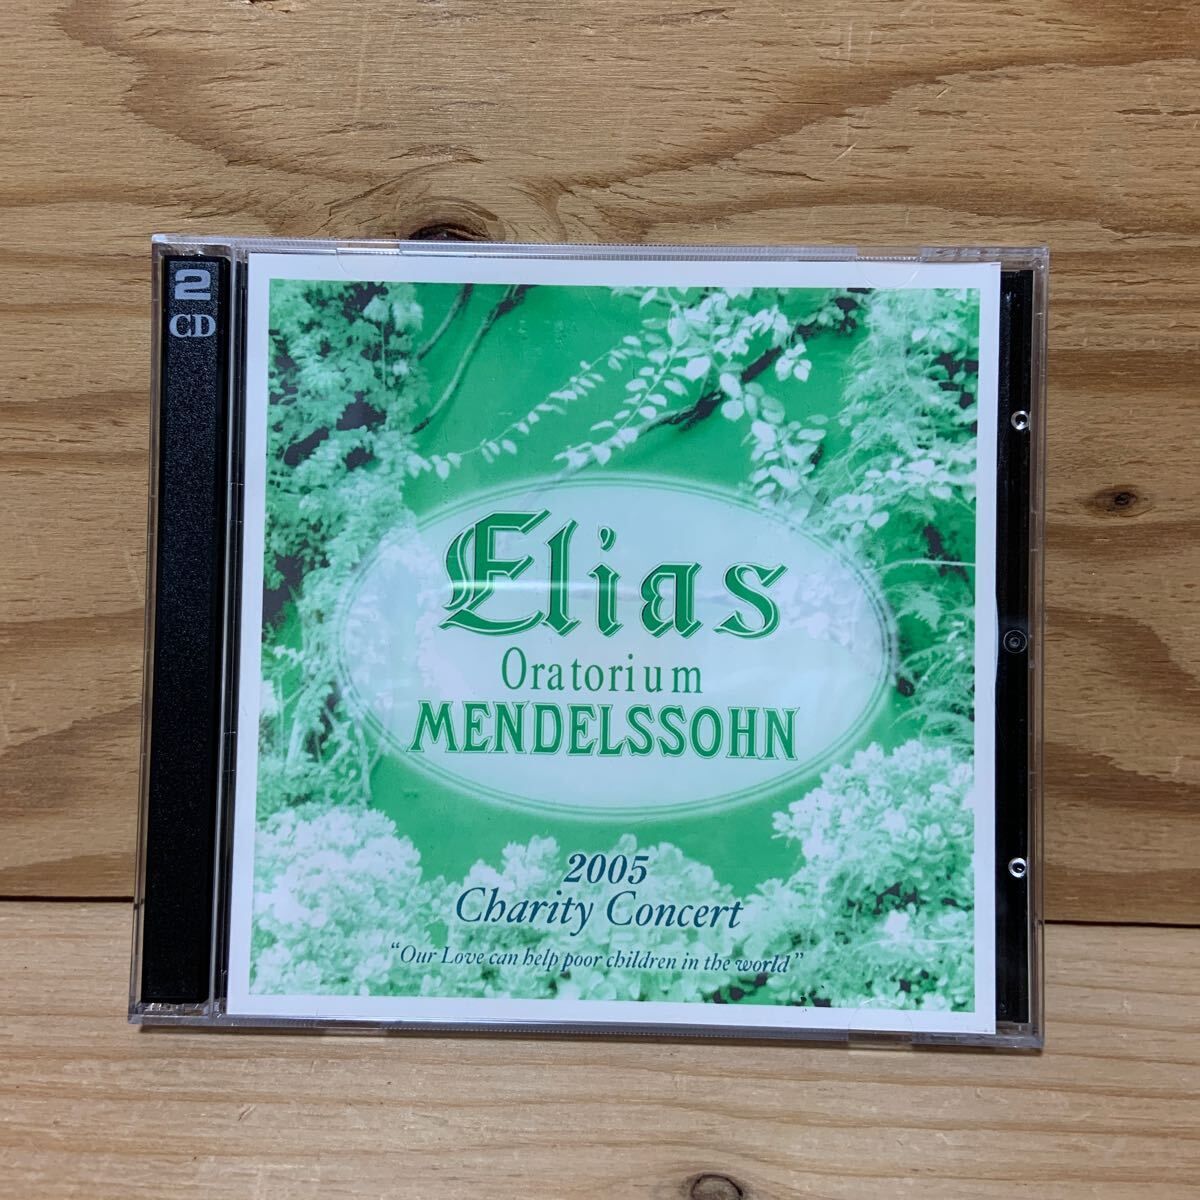 2
CD
Elias
Oratorium
MENDELSSOHN
2005
Charity Concert
“Our Love can help poor children in the world”